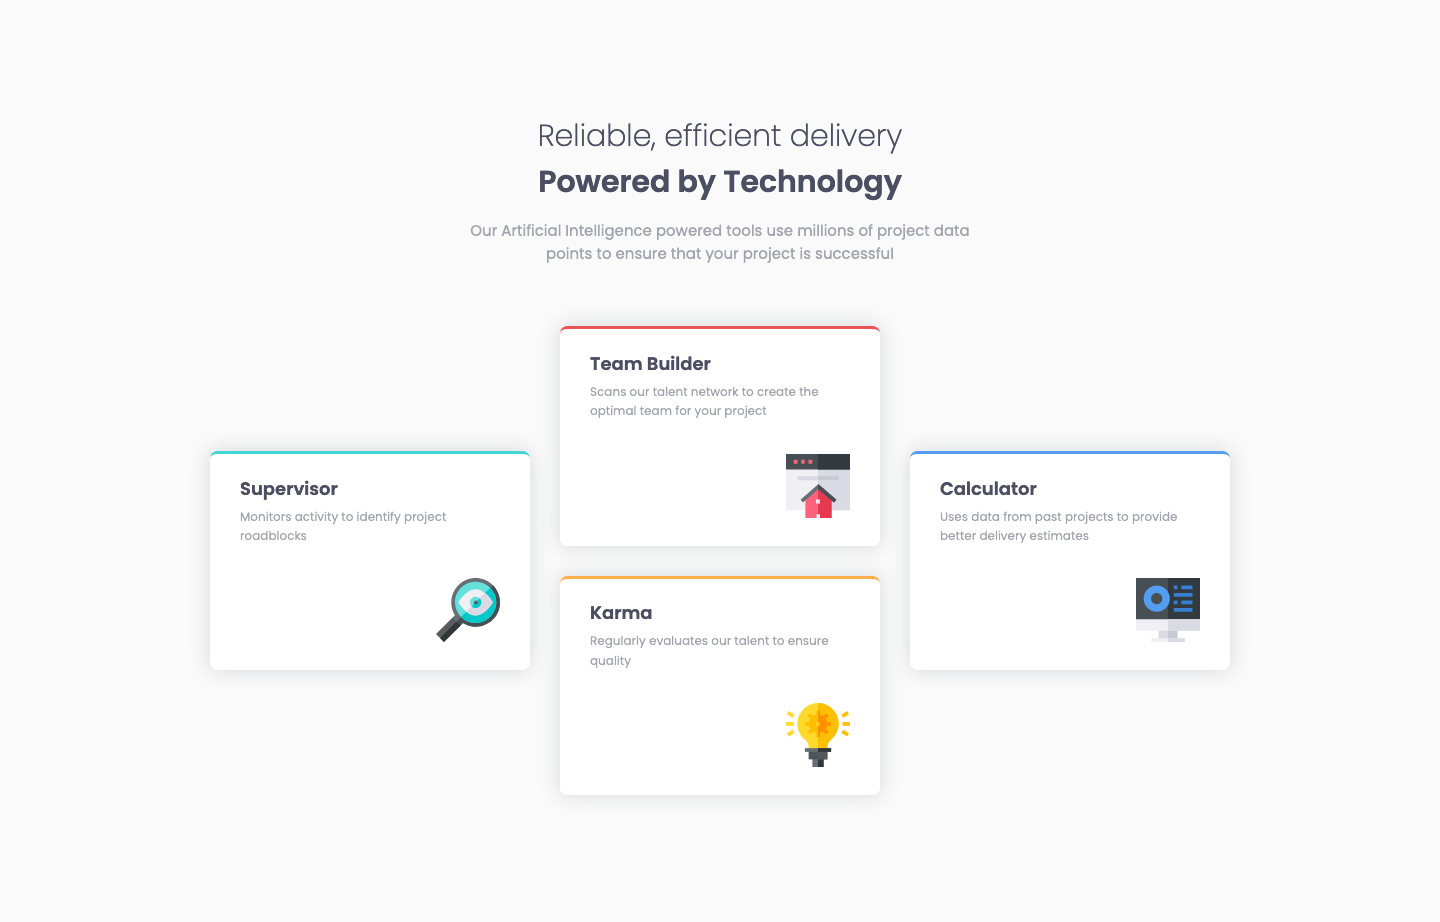 Reliable, efficient delivery
Powered by Technology
Our Artificial Intelligence powered tools use millions of project data
points to ensure that your project is successful
Supervisor
Monitors activity to identify project
roadblocks
Team Builder
Scans our talent network to create the
optimal team for your project
Karma
Regularly evaluates our talent to ensure
quality
Calculator
Uses data from past projects to provide
better delivery estimates